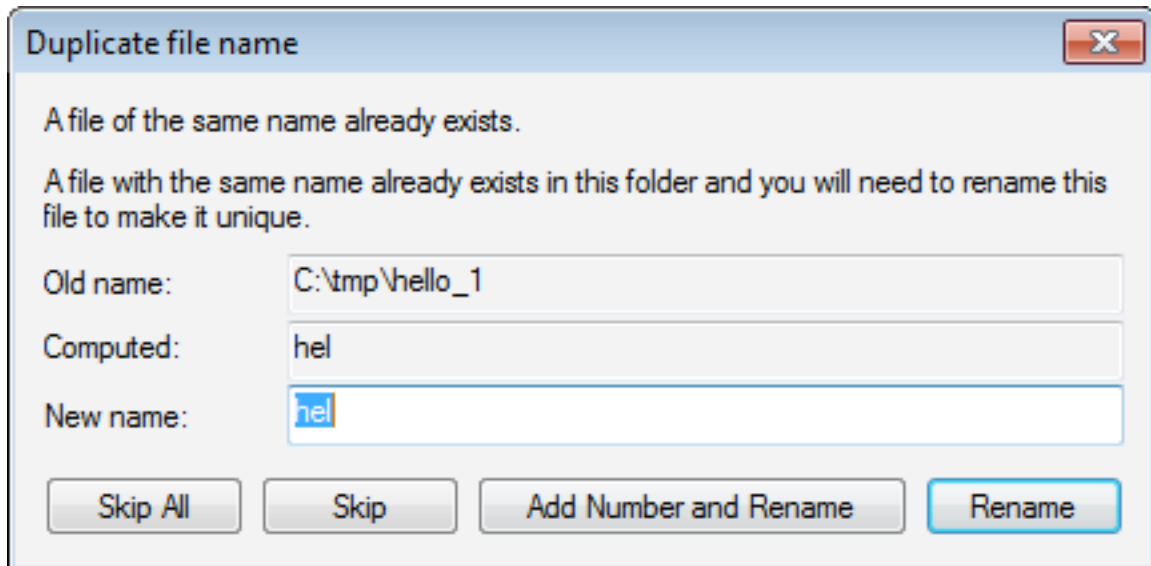 Duplicate file name
A file of the same name already exists.
A file with the same name already exists in this folder and you will need to rename this
file to make it unique.
Old name: C:\tmp\hello_1
Computed: hel
New name: hel
Skip All Skip Add Number and Rename Rename